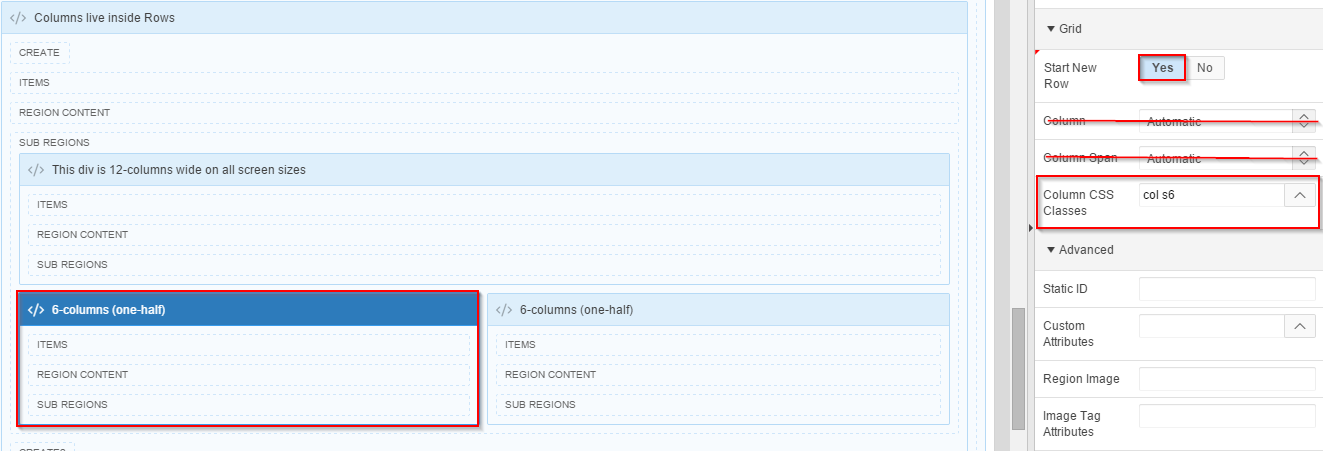 </> Columns live inside Rows
CREATE
ITEMS
REGION CONTENT
SUB REGIONS
</> This div is 12-columns wide on all screen sizes
ITEMS
REGION CONTENT
SUB REGIONS
</> 6-columns (one-half)
ITEMS
REGION CONTENT
SUB REGIONS
</> 6-columns (one-half)
ITEMS
REGION CONTENT
SUB REGIONS
Grid
Start New Row Yes No
Column Automatic
Column Span Automatic
Column CSS Classes col s6
Advanced
Static ID
Custom Attributes
Region Image
Image Tag Attributes